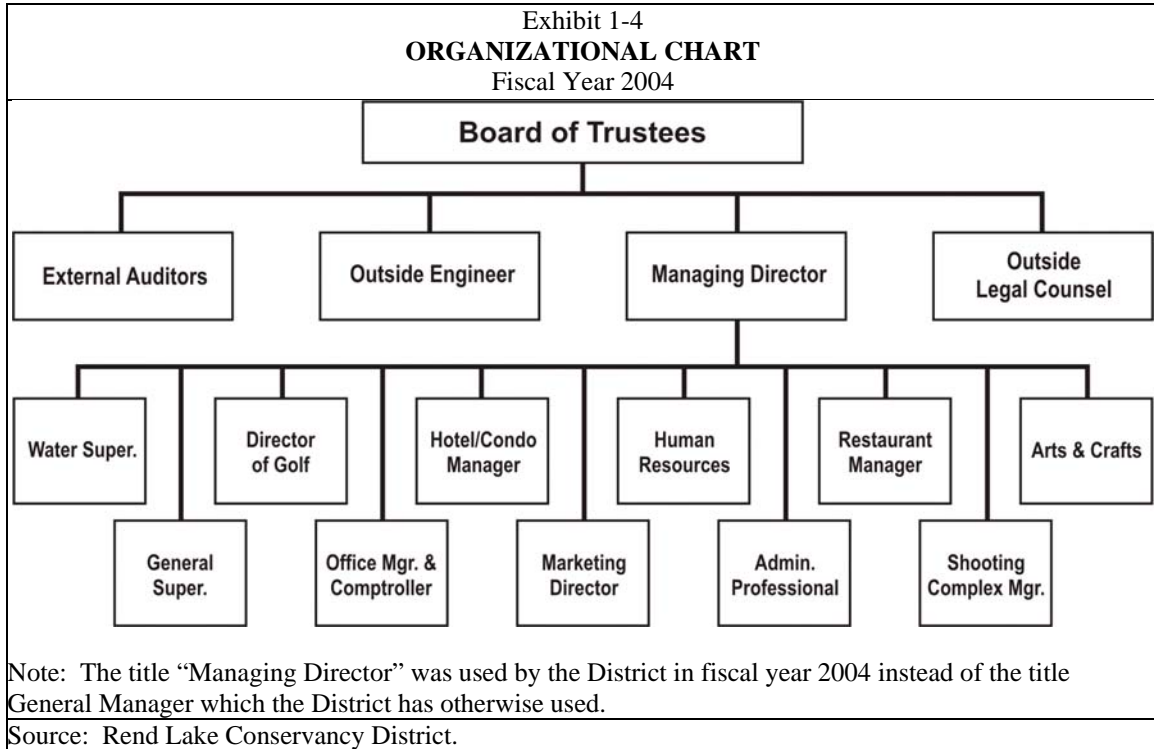 Exhibit 1-4
ORGANIZATIONAL CHART
Fiscal Year 2004
Board of Trustees
External Auditors
Outside Engineer
Managing Director
Outside
Legal Counsel
Water Super.
Director
of Golf
Hotel/Condo
Manager
Human
Resources
Restaurant
Manager
Arts & Crafts
General
Super.
Office Mgr. &
Comptroller
Marketing
Director
Admin.
Professional
Shooting
Complex Mgr.
Note: The title “Managing Director” was used by the District in fiscal year 2004 instead of the title
General Manager which the District has otherwise used.
Source: Rend Lake Conservancy District.